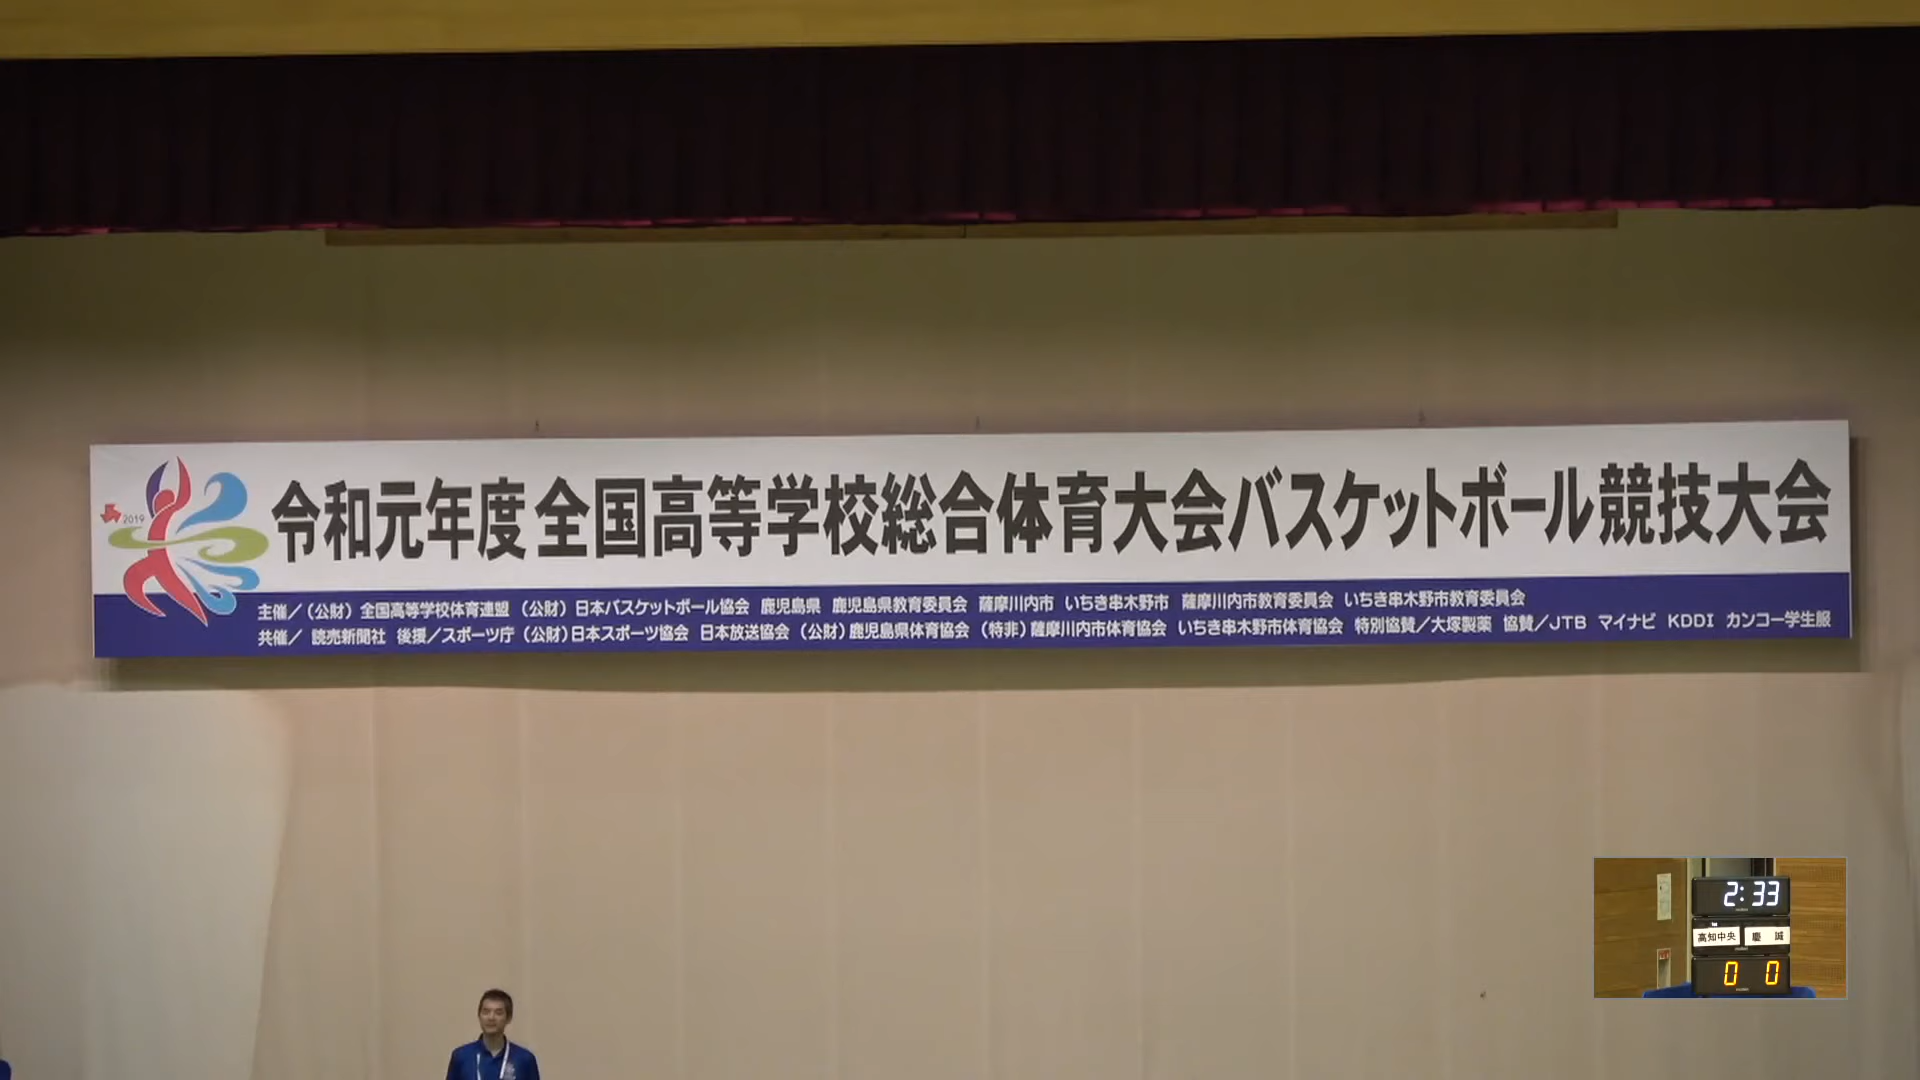 令和元年度 全国高等学校総合体育大会バスケットボール競技大会
2019
主催／（公財）全国高等学校体育連盟 （公財）日本バスケットボール協会 鹿児島県 鹿児島県教育委員会 薩摩川内市 いちき串木野市 薩摩川内市教育委員会 いちき串木野市教育委員会
共催／ 読売新聞社 後援／スポーツ庁 （公財）日本スポーツ協会 日本放送協会 （公財）鹿児島県体育協会 （特非）薩摩川内市体育協会 いちき串木野市体育協会 特別協賛／大塚製薬 協賛／JTB マイナビ KDDI カンコー学生服
2:33
高知中央 慶誠
0 0